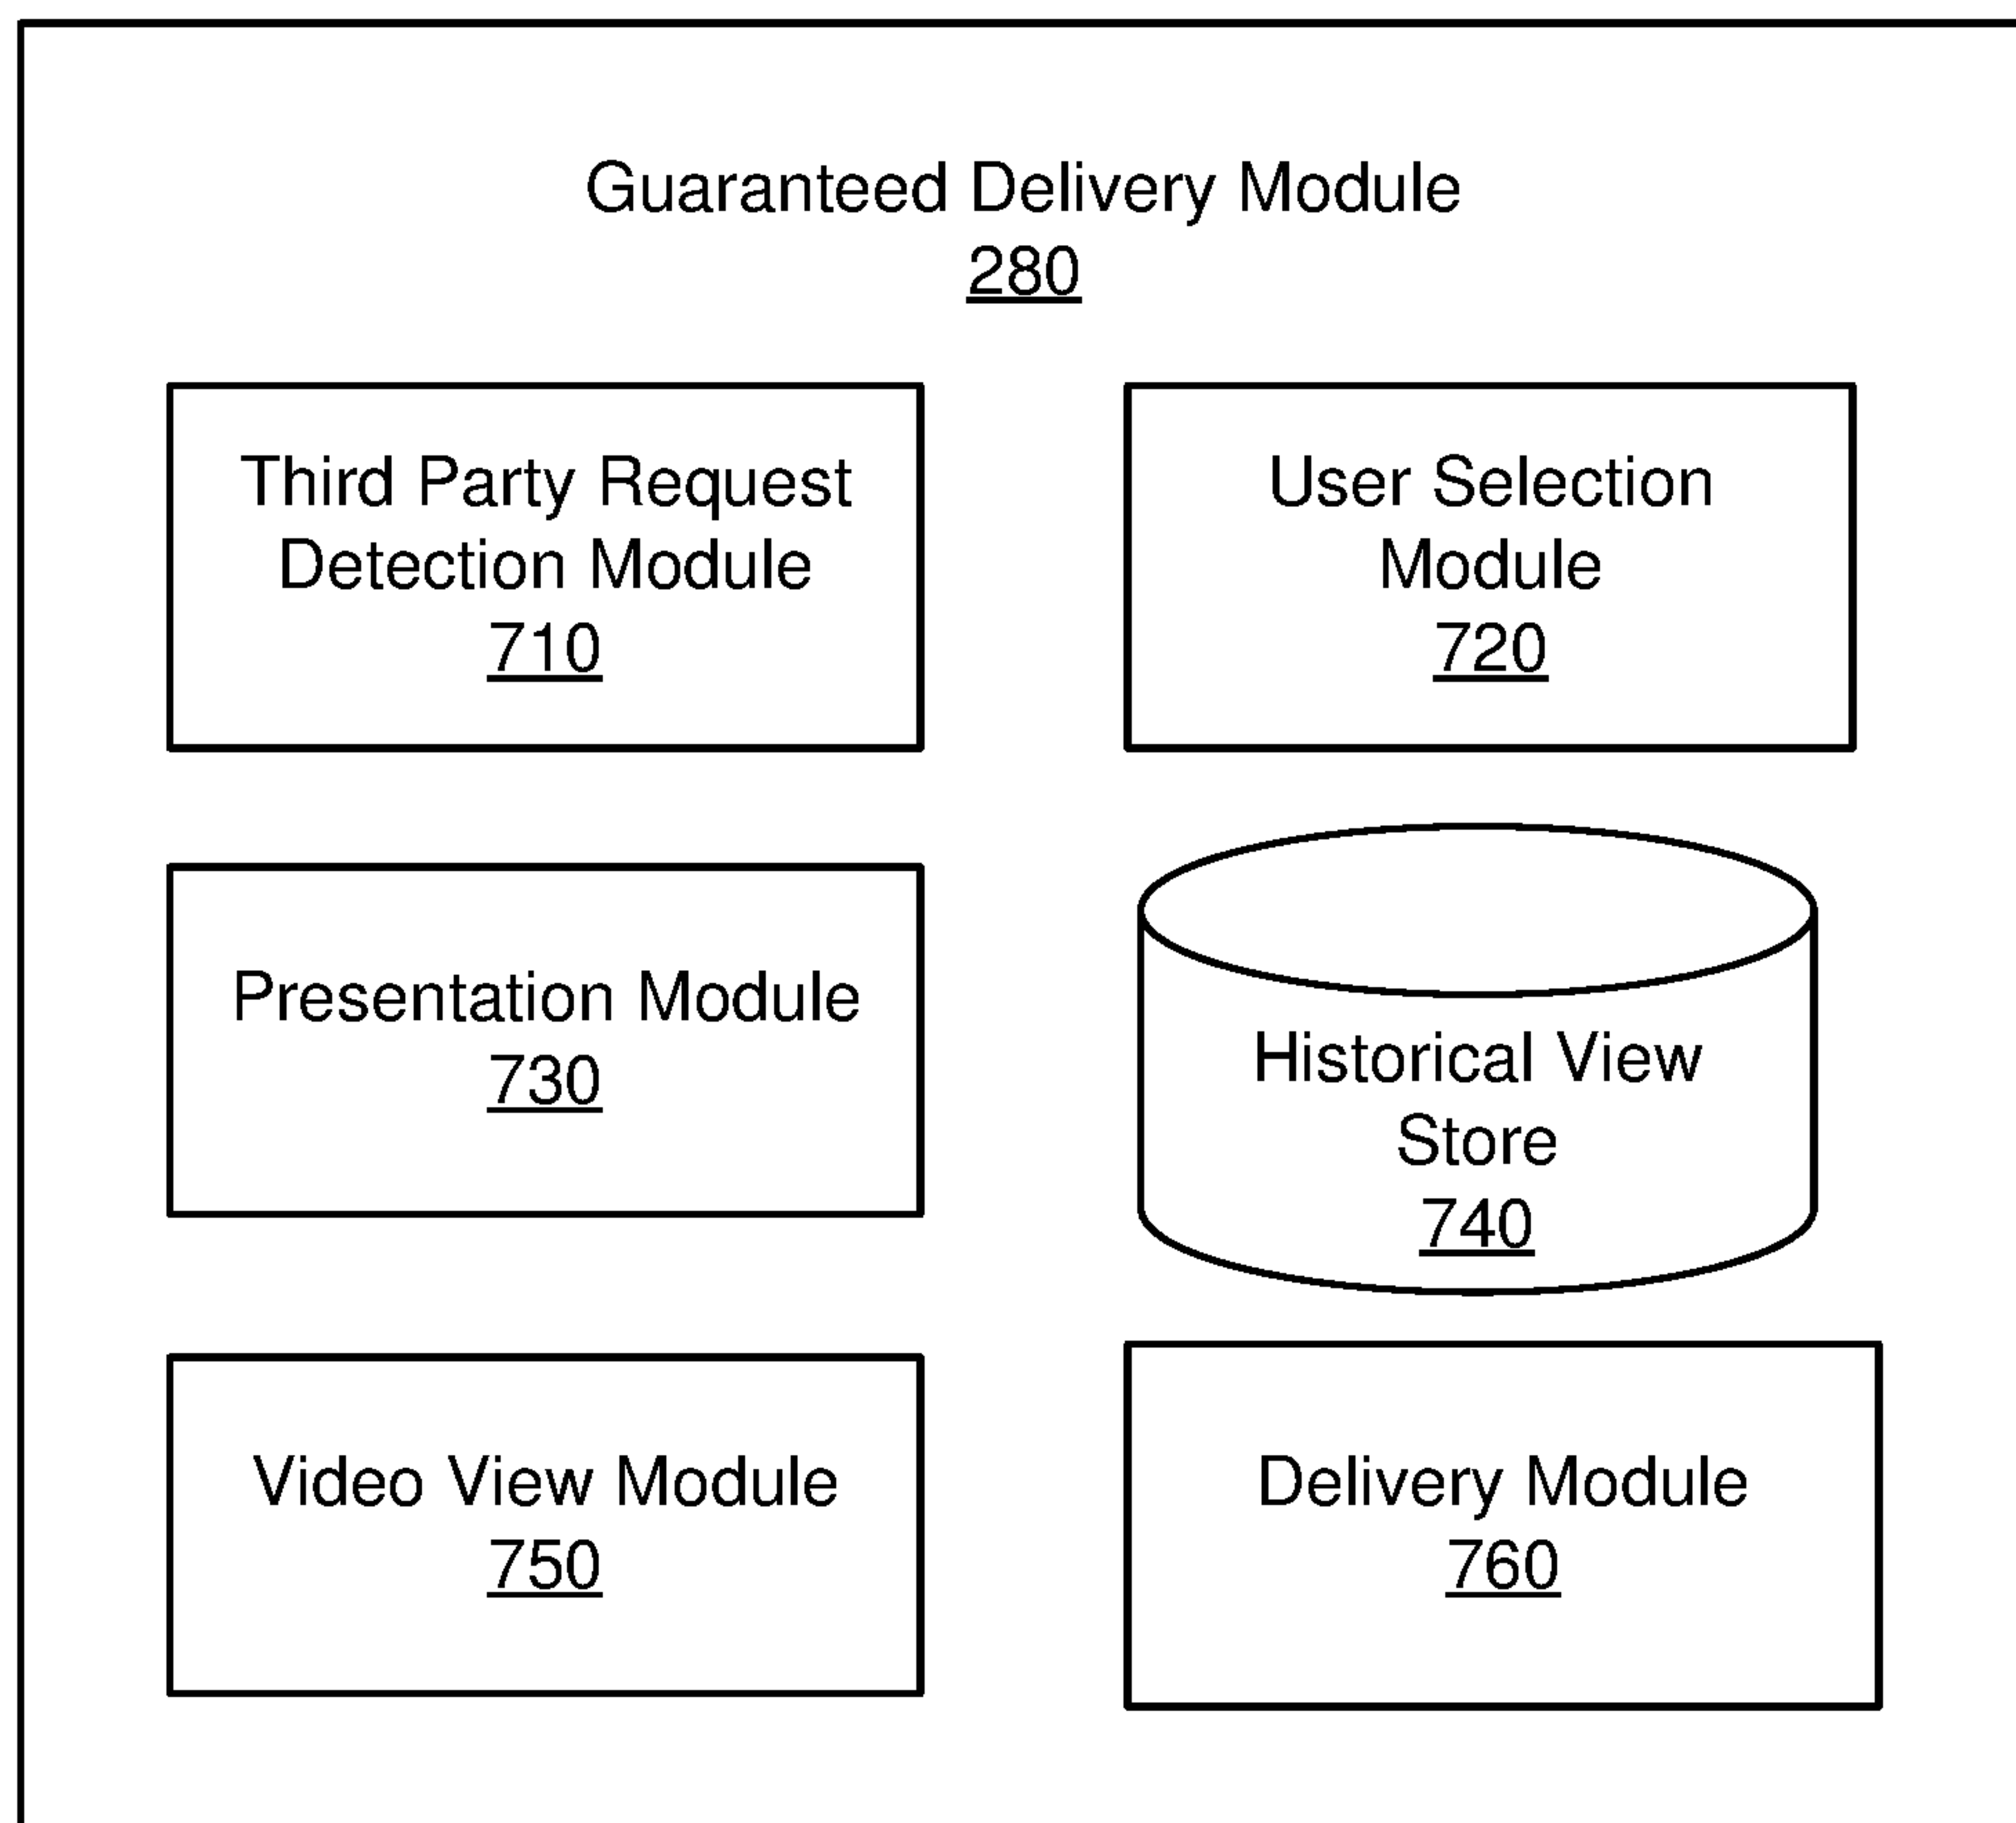 Guaranteed Delivery Module
280
Third Party Request
Detection Module
710
User Selection
Module
720
Presentation Module
730
Historical View
Store
740
Video View Module
750
Delivery Module
760